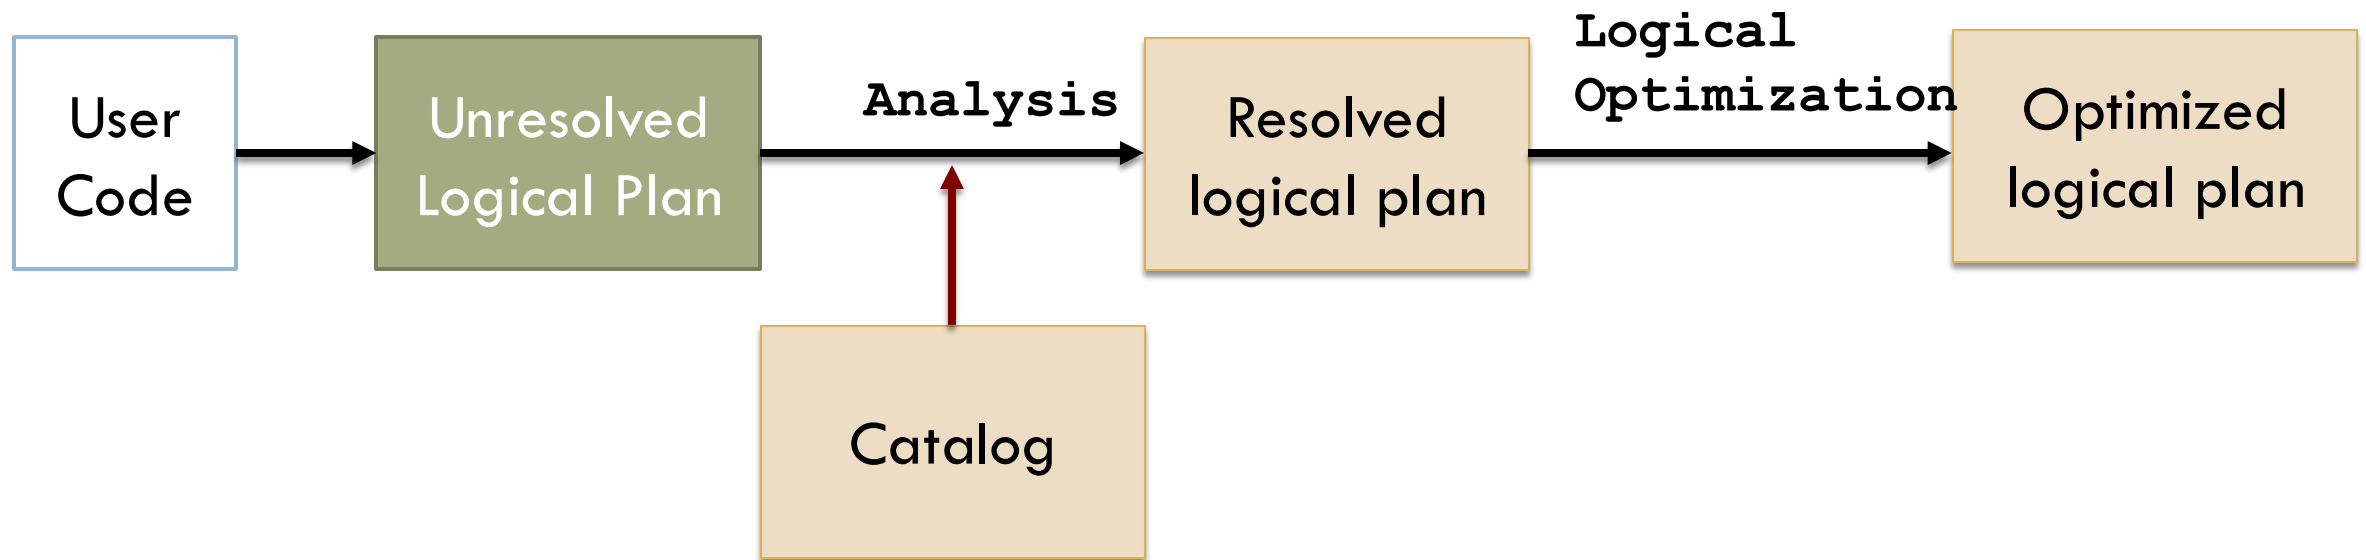 User
Code
Unresolved
Logical Plan
Analysis
Resolved
logical plan
Logical
Optimization
Optimized
logical plan
Catalog